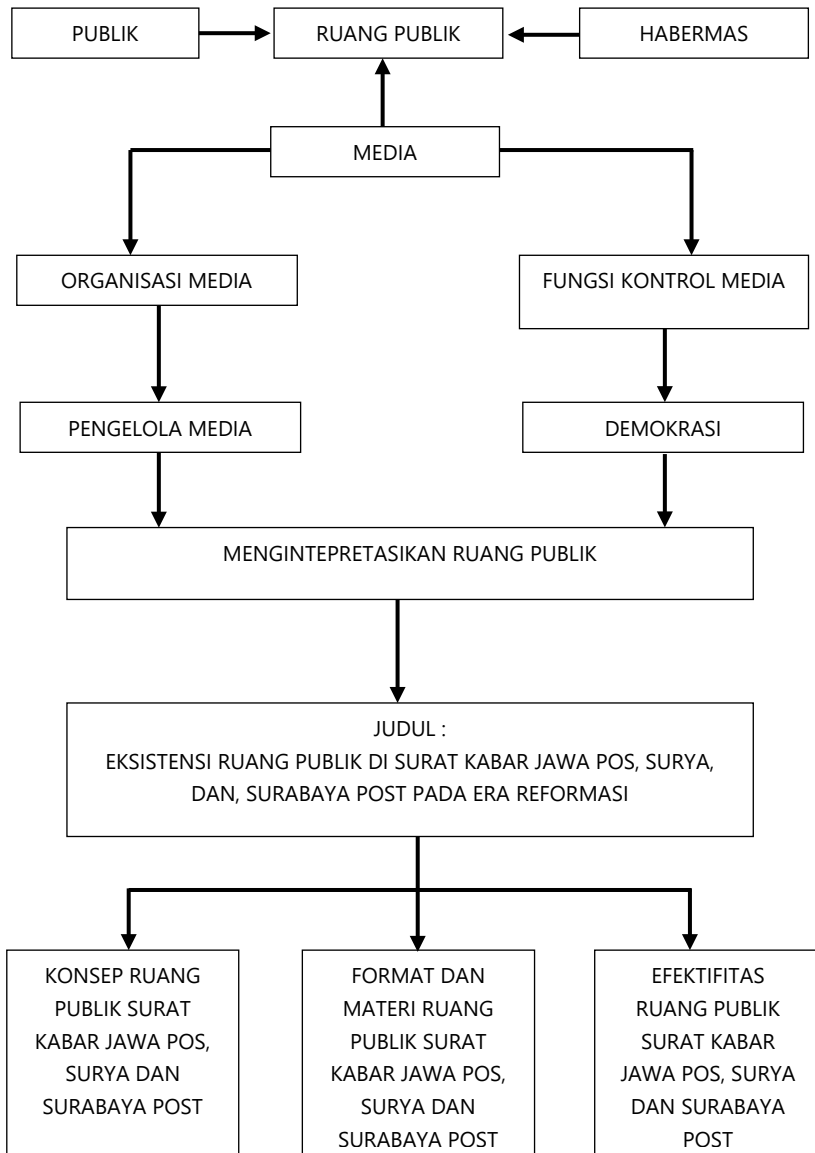 PUBLIK
RUANG PUBLIK
HABERMAS
MEDIA
ORGANISASI MEDIA
FUNGSI KONTROL MEDIA
PENGELOLA MEDIA
DEMOKRASI
MENGINTEPRETASIKAN RUANG PUBLIK
JUDUL :
EKSISTENSI RUANG PUBLIK DI SURAT KABAR JAWA POS, SURYA,
DAN, SURABAYA POST PADA ERA REFORMASI
KONSEP RUANG
PUBLIK SURAT
KABAR JAWA POS,
SURYA DAN
SURABAYA POST
FORMAT DAN
MATERI RUANG
PUBLIK SURAT
KABAR JAWA POS,
SURYA DAN
SURABAYA POST
EFEKTIFITAS
RUANG PUBLIK
SURAT KABAR
JAWA POS, SURYA
DAN SURABAYA
POST